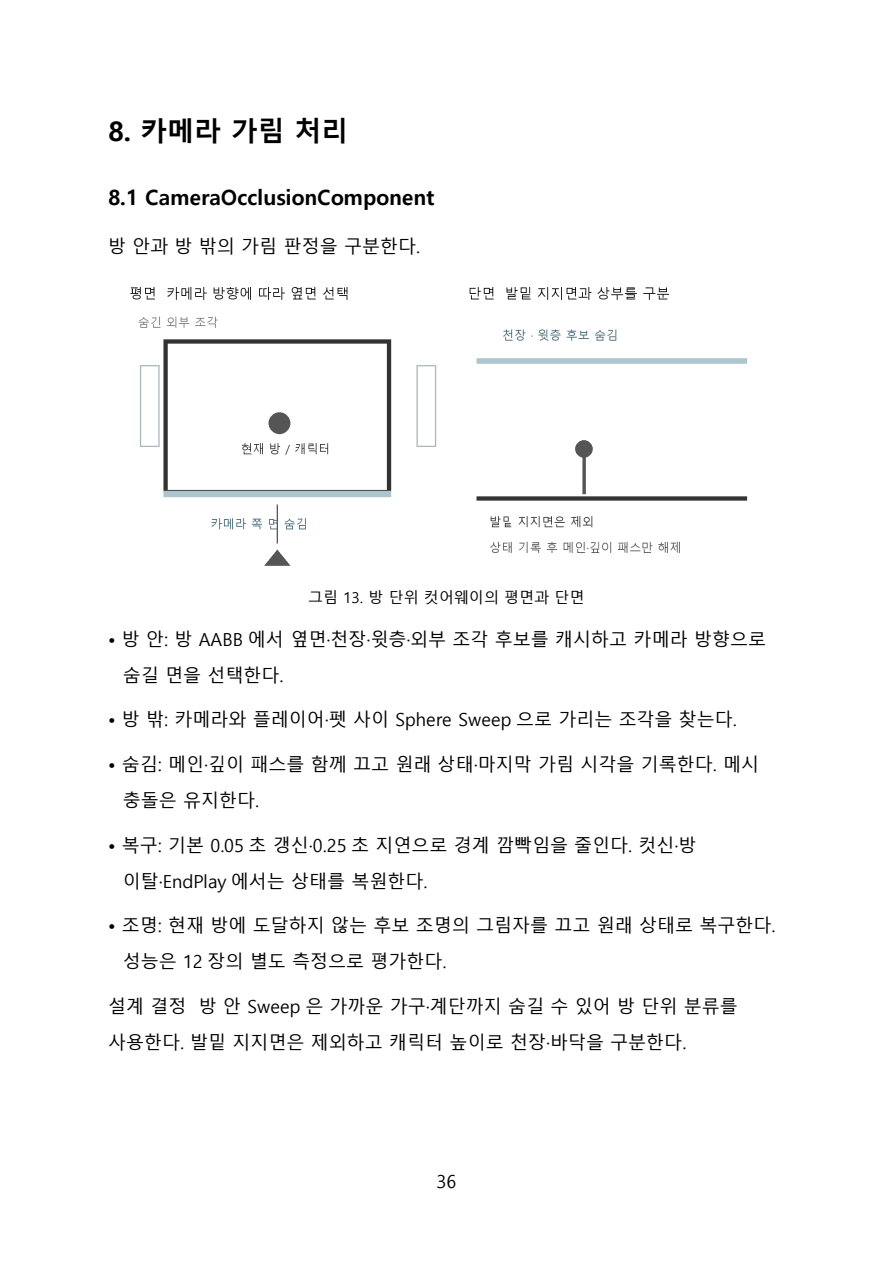 8. 카메라 가림 처리
8.1 CameraOcclusionComponent
방 안과 방 밖의 가림 판정을 구분한다.
평면  카메라 방향에 따라 옆면 선택
단면  발밑 지지면과 상부를 구분
숨긴 외부 조각
천장 · 윗층 후보 숨김
현재 방 / 캐릭터
카메라 쪽 면 숨김
발밑 지지면은 제외
상태 기록 후 메인·깊이 패스만 해제
그림 13. 방 단위 컷어웨이의 평면과 단면
• 방 안: 방 AABB 에서 옆면·천장·윗층·외부 조각 후보를 캐시하고 카메라 방향으로
숨길 면을 선택한다.
• 방 밖: 카메라와 플레이어·펫 사이 Sphere Sweep 으로 가리는 조각을 찾는다.
• 숨김: 메인·깊이 패스를 함께 끄고 원래 상태·마지막 가림 시각을 기록한다. 메시
충돌은 유지한다.
• 복구: 기본 0.05 초 갱신·0.25 초 지연으로 경계 깜빡임을 줄인다. 컷신·방
이탈·EndPlay 에서는 상태를 복원한다.
• 조명: 현재 방에 도달하지 않는 후보 조명의 그림자를 끄고 원래 상태로 복구한다.
성능은 12 장의 별도 측정으로 평가한다.
설계 결정  방 안 Sweep 은 가까운 가구·계단까지 숨길 수 있어 방 단위 분류를
사용한다. 발밑 지지면은 제외하고 캐릭터 높이로 천장·바닥을 구분한다.
36